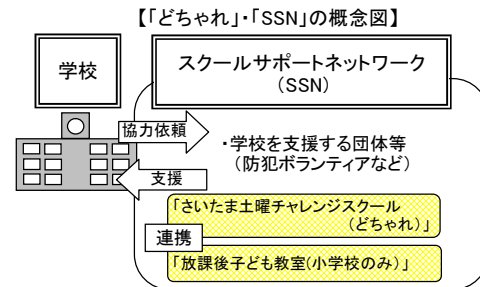 【「どちゃれ」・「SSN」の概念図】
学校
スクールサポートネットワーク
（SSN）
協力依頼
・学校を支援する団体等
（防犯ボランティアなど）
支援
「さいたま土曜チャレンジスクール
（どちゃれ）」
連携
「放課後子ども教室(小学校のみ)」